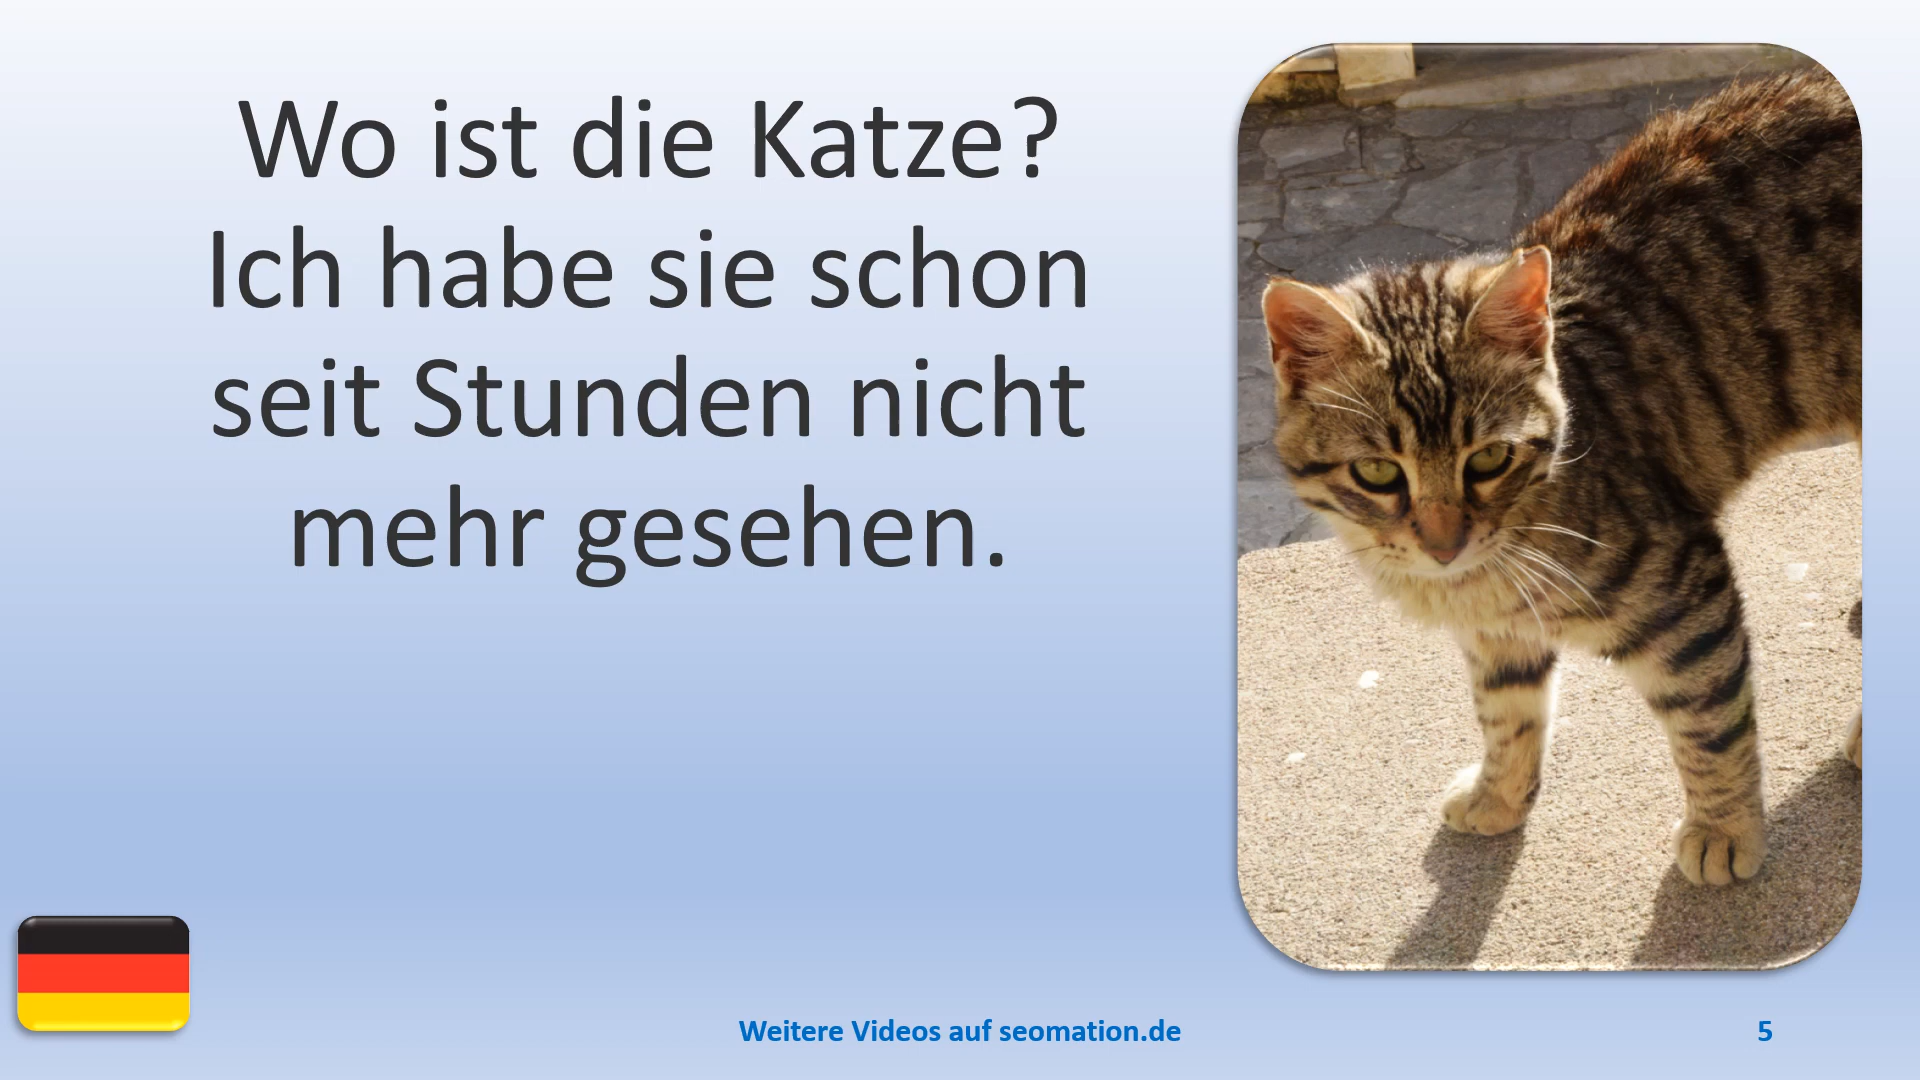 Wo ist die Katze?
Ich habe sie schon
seit Stunden nicht
mehr gesehen.
Weitere Videos auf seomation.de
5